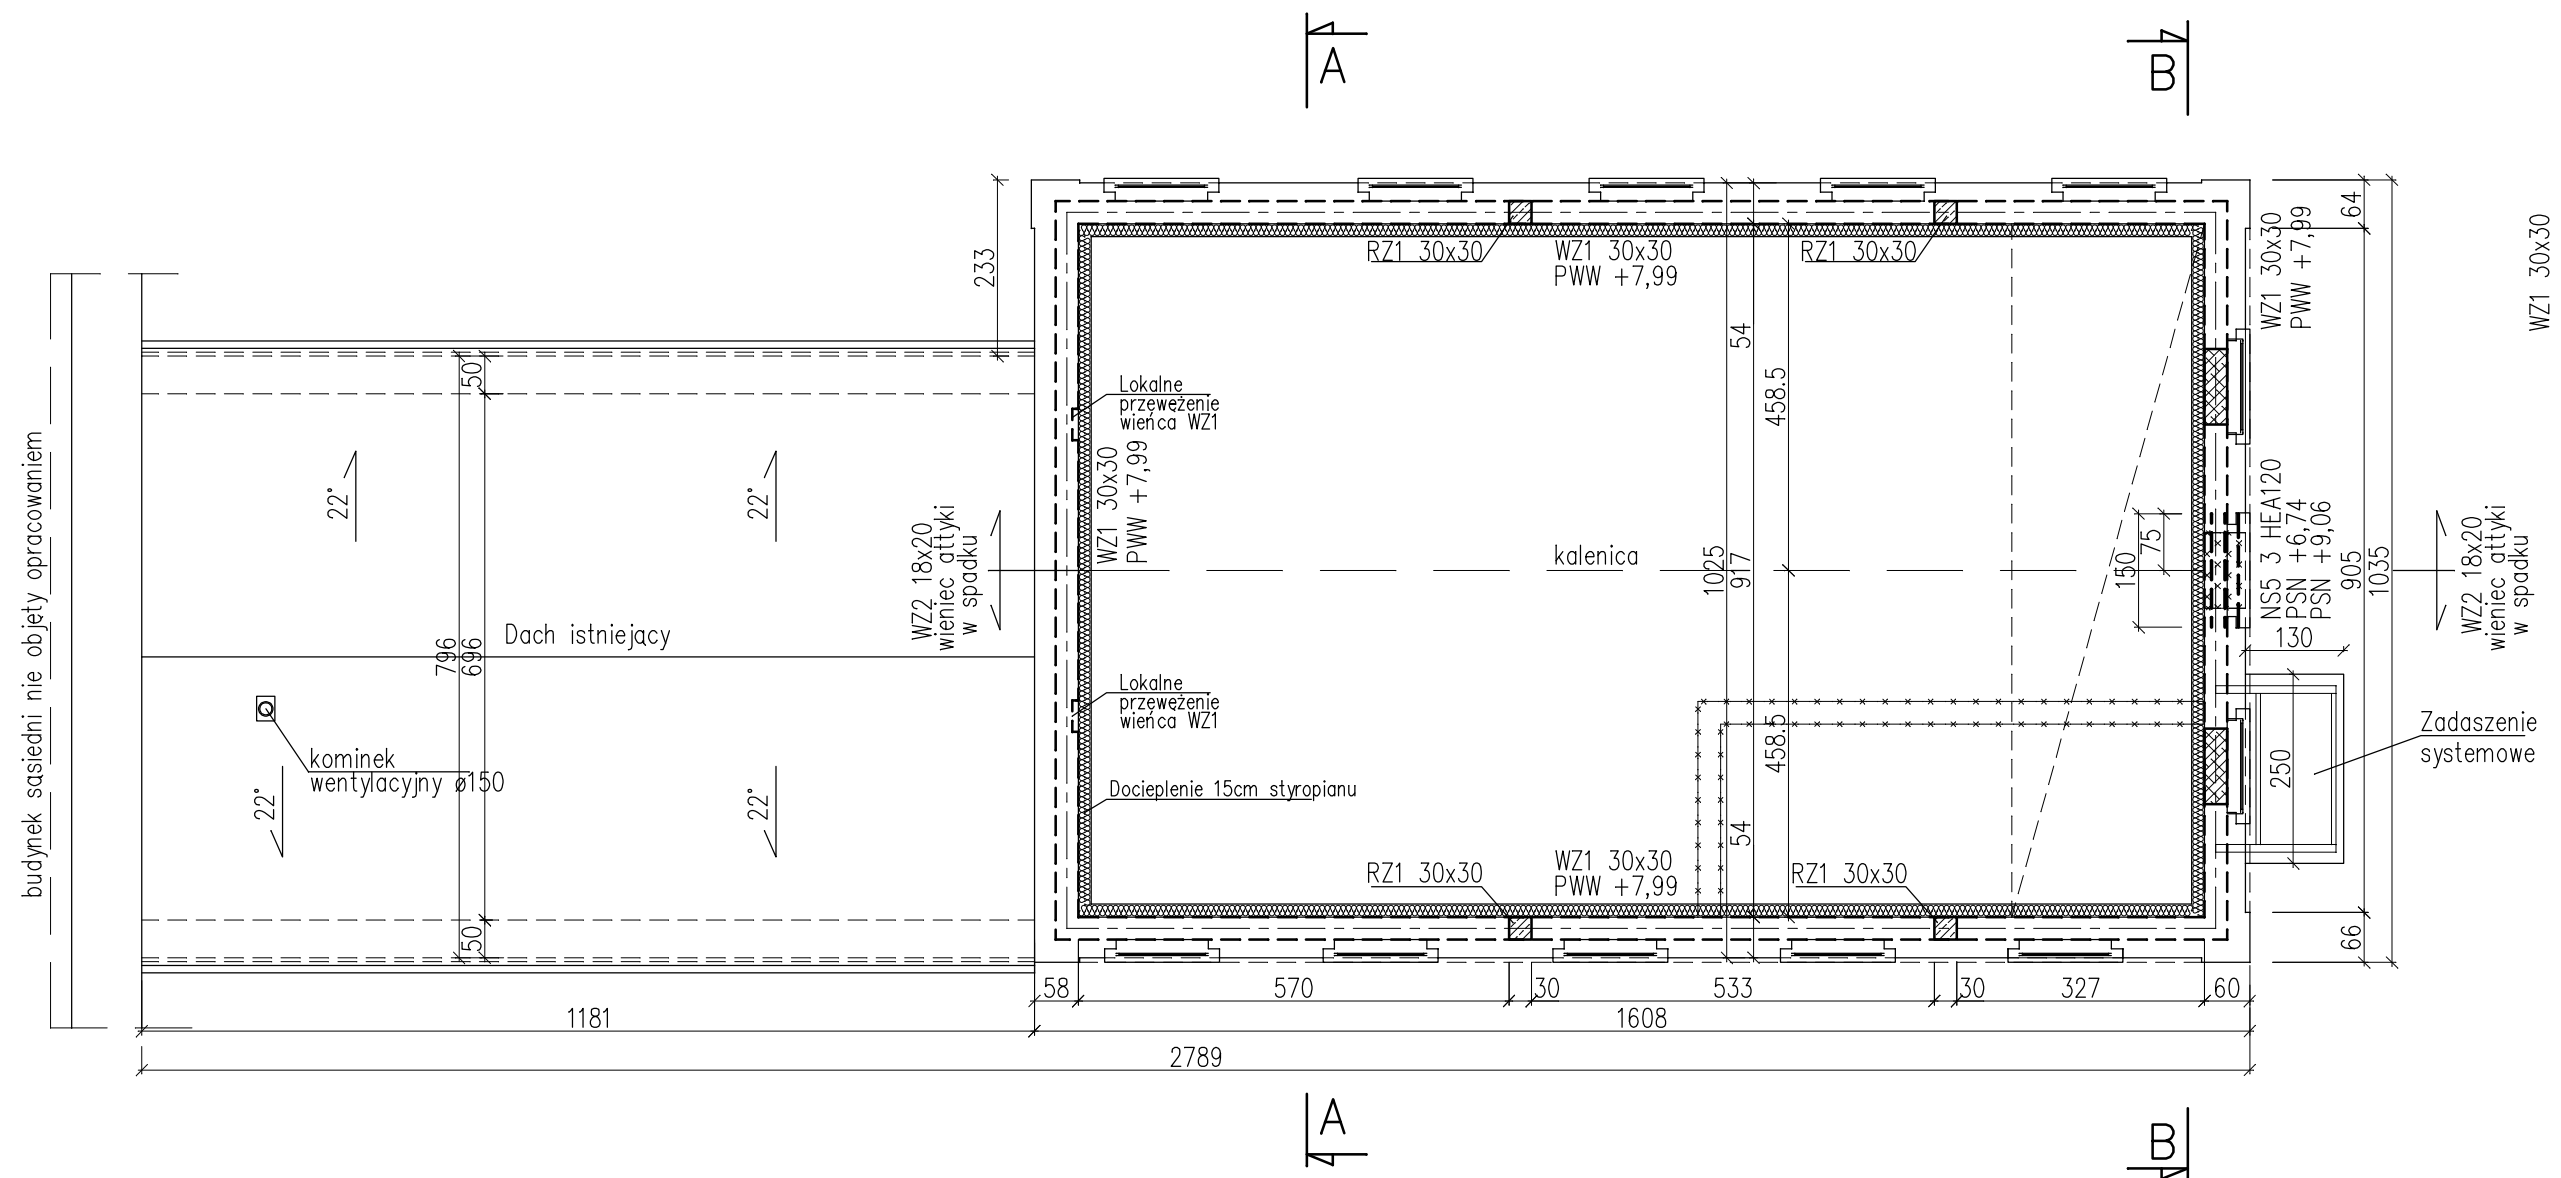 A
B
233
64
RZ1 30x30
WZ1 30x30
PWW +7,99
RZ1 30x30
WZ1 30x30
PWW +7,99
WZ1 30x30
54
458.5
50
Lokalne
przewężenie
wieńca WZ1
WZ1 30x30
PWW +7,99
22°
22°
WZ2 18x20
wieniec attyki
w spadku
kalenica
1025
917
150
75
NS5 3 HEA120
PSN +6,74
PSN +9,06
905
1035
WZ2 18x20
wieniec attyki
w spadku
budynek sąsiedni nie objęty opracowaniem
Dach istniejący
796
696
130
Lokalne
przewężenie
wieńca WZ1
kominek
wentylacyjny ø150
22°
22°
Docieplenie 15cm styropianu
458.5
54
250
Zadaszenie
systemowe
RZ1 30x30
WZ1 30x30
PWW +7,99
RZ1 30x30
50
66
58
570
30
533
30
327
60
1181
1608
2789
A
B